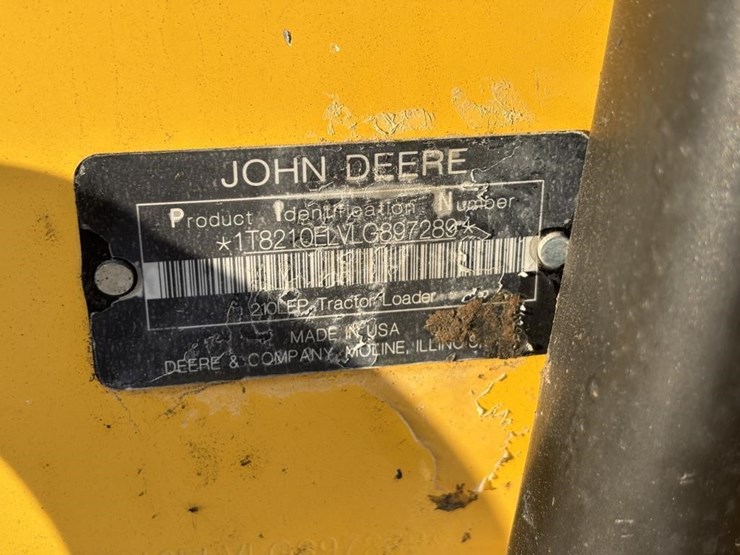 JOHN DEERE
Product Identification Number
*1T8210ELVLG897289*
210L EP Tractor Loader
MADE IN USA
DEERE & COMPANY, MOLINE, ILLINOIS